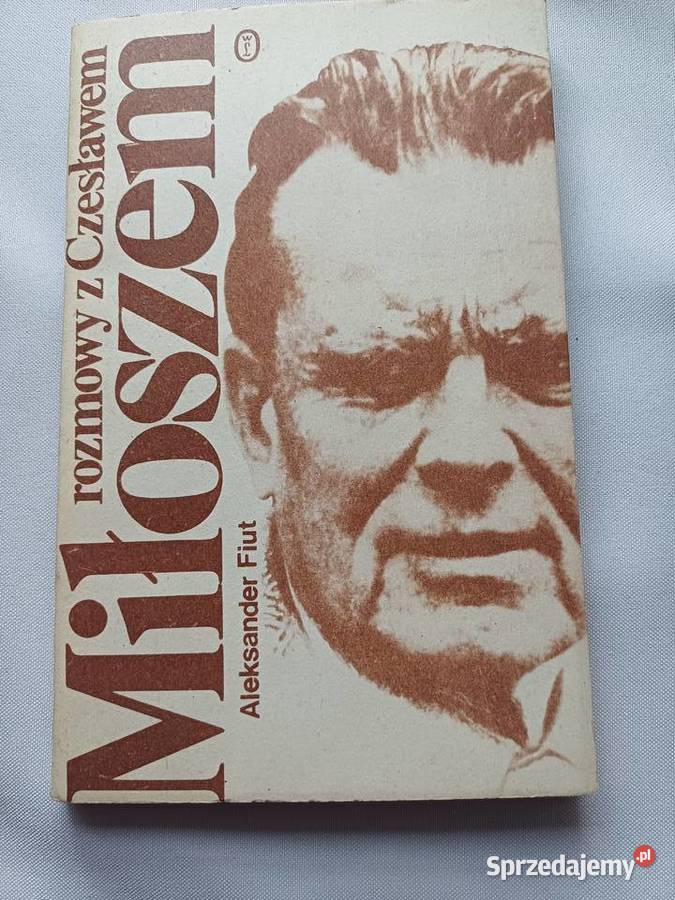 rozmowy z Czesławem
Miłoszem
Aleksander Fiut
Sprzedajemy.pl